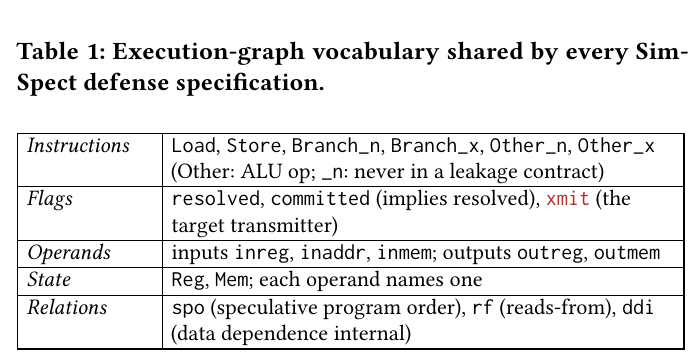 Table 1: Execution-graph vocabulary shared by every Sim-
Spect defense specification.
Instructions Load, Store, Branch_n, Branch_x, Other_n, Other_x
(Other: ALU op; _n: never in a leakage contract)
Flags resolved, committed (implies resolved), xmit (the
target transmitter)
Operands inputs inreg, inaddr, inmem; outputs outreg, outmem
State Reg, Mem; each operand names one
Relations spo (speculative program order), rf (reads-from), ddi
(data dependence internal)